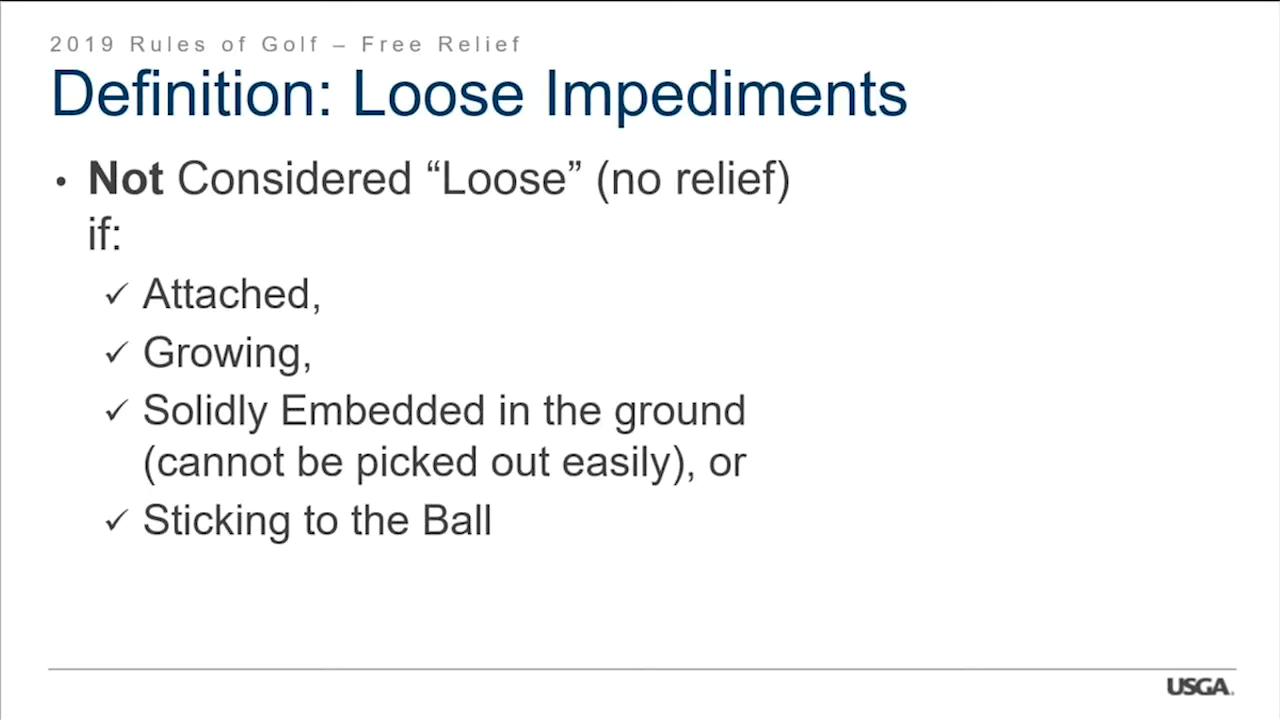 2019 Rules of Golf – Free Relief
Definition: Loose Impediments
• Not Considered “Loose” (no relief)
if:
✓ Attached,
✓ Growing,
✓ Solidly Embedded in the ground
(cannot be picked out easily), or
✓ Sticking to the Ball
USGA.